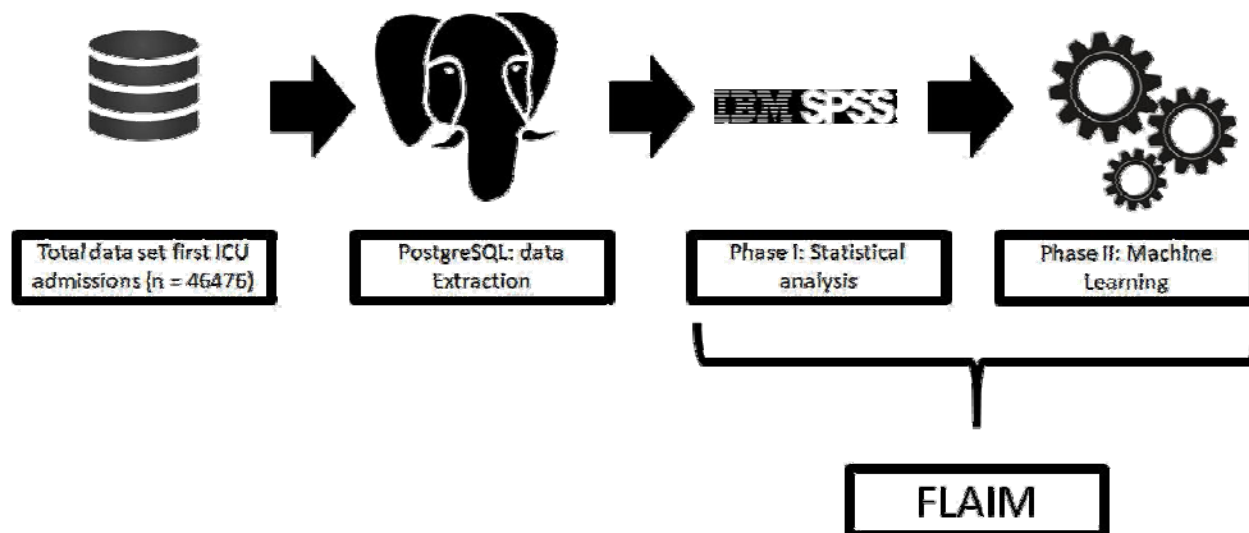 IBM SPSS
Total data set first ICU
admissions (n = 46476)
PostgreSQL: data
Extraction
Phase I: Statistical
analysis
Phase II: Machine
Learning
FLAIM